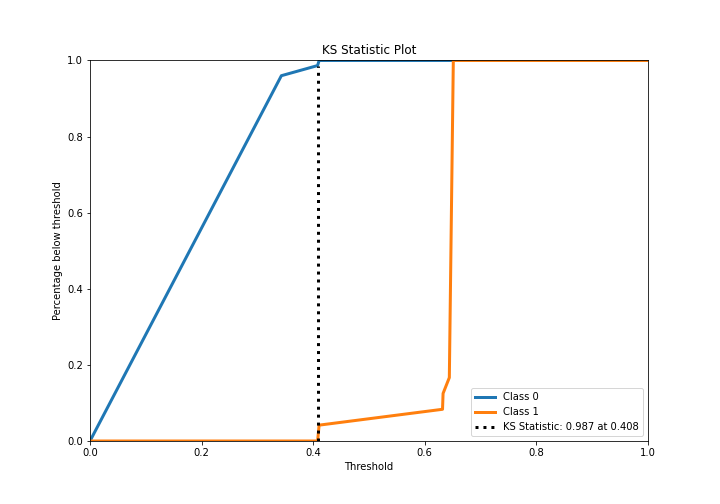 KS Statistic Plot
1.0
0.8
0.6
0.4
0.2
0.0
Percentage below threshold
0.0 0.2 0.4 0.6 0.8 1.0
Threshold
Class 0
Class 1
KS Statistic: 0.987 at 0.408